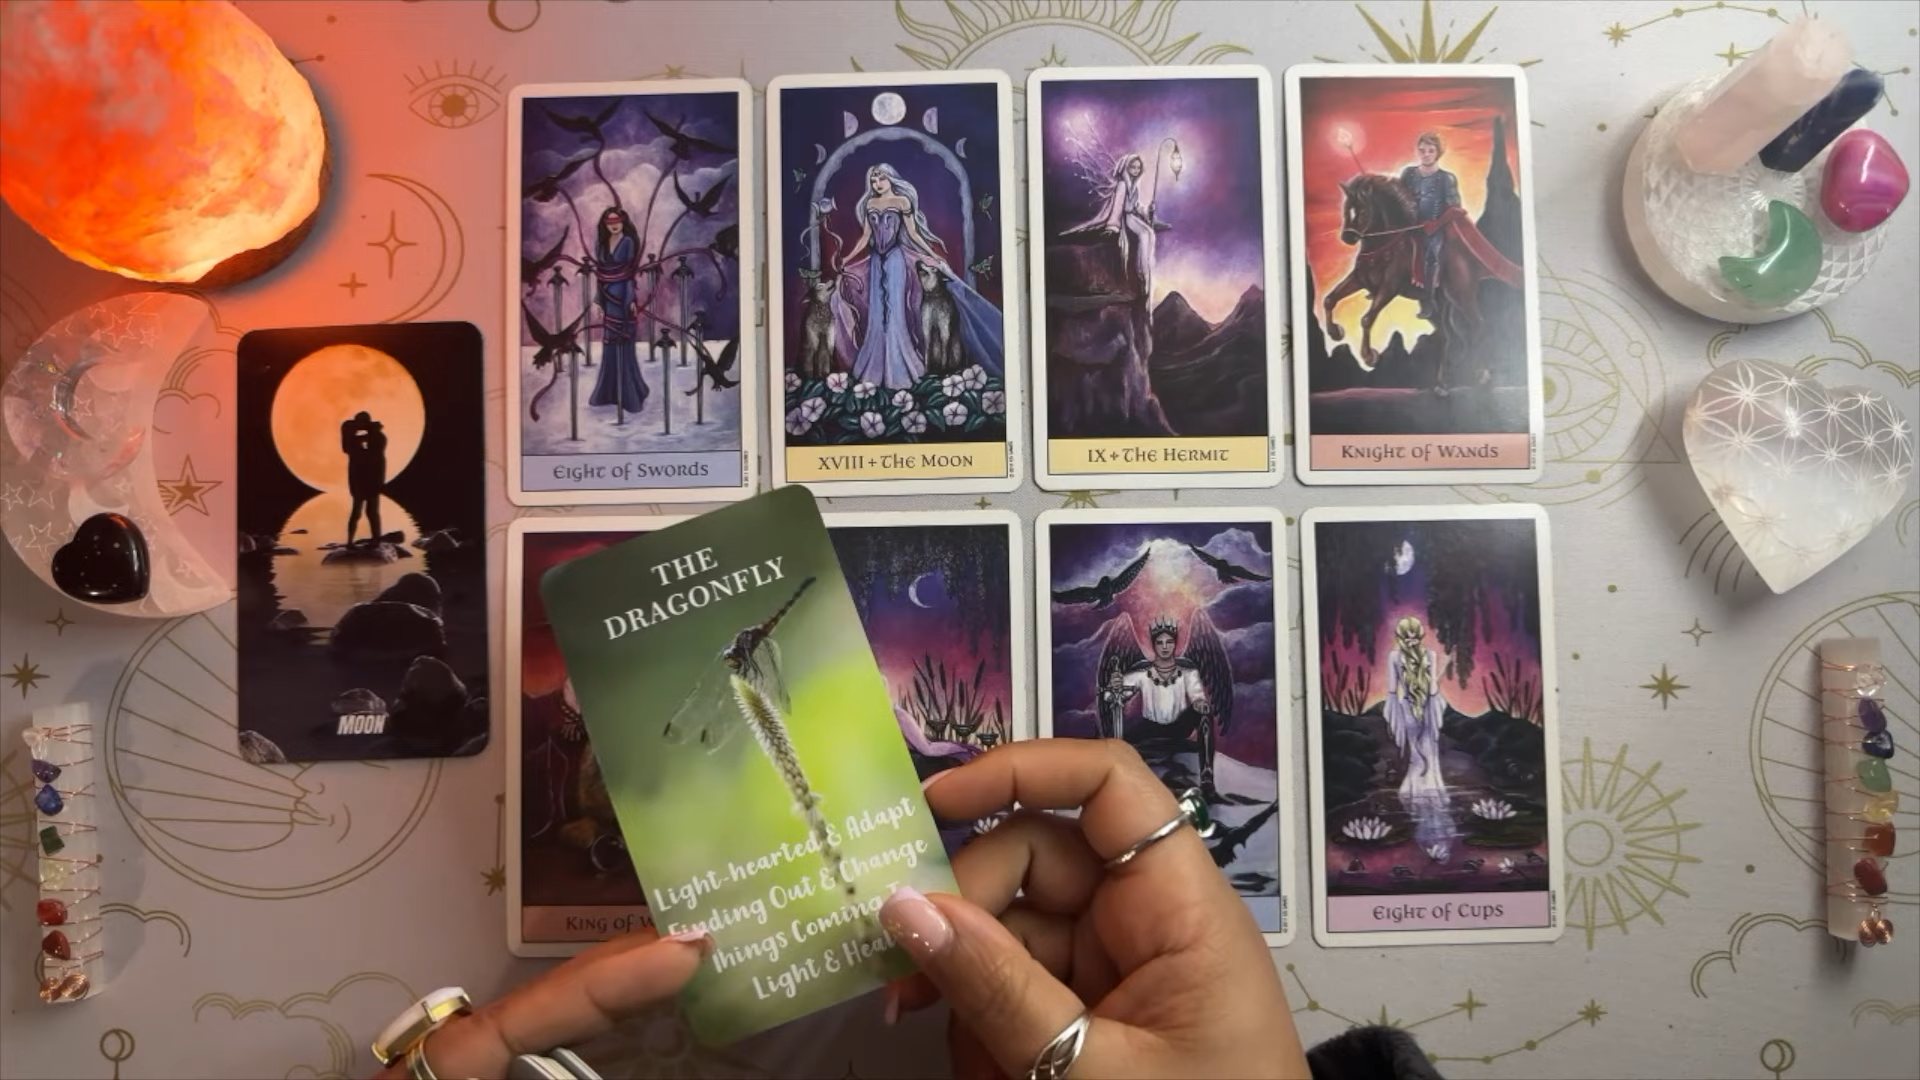 EIGHT OF SWORDS
XVIII + THE MOON
IX + THE HERMIT
KNIGHT OF WANDS
MOON
THE
DRAGONFLY
Light-hearted & Adapt
Finding Out & Change
Things Coming
Light &
KING OF
EIGHT OF CUPS